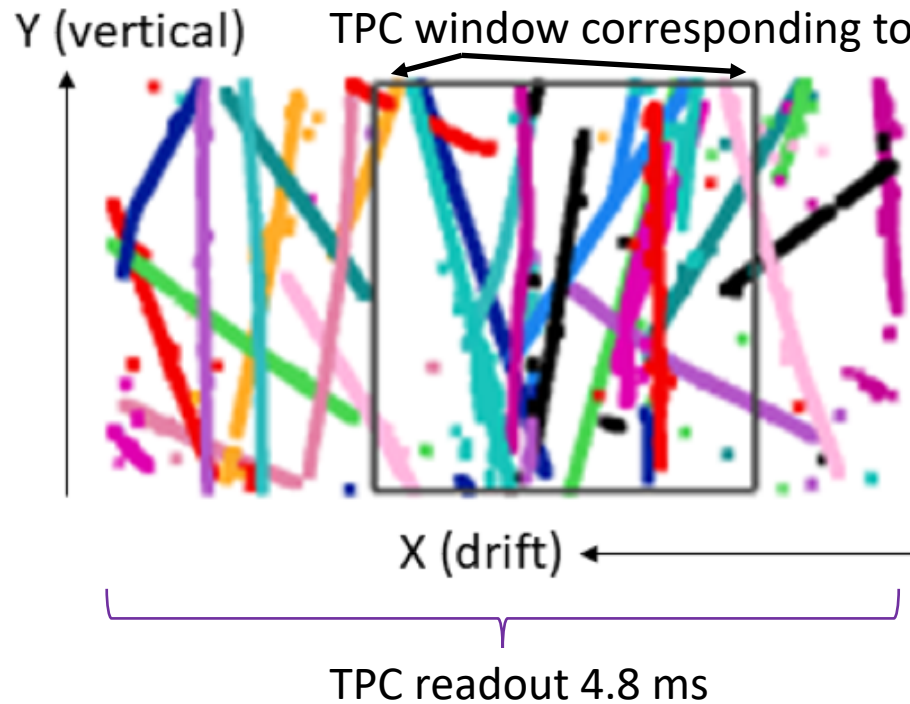 Y (vertical)
TPC window corresponding to
X (drift)
TPC readout 4.8 ms